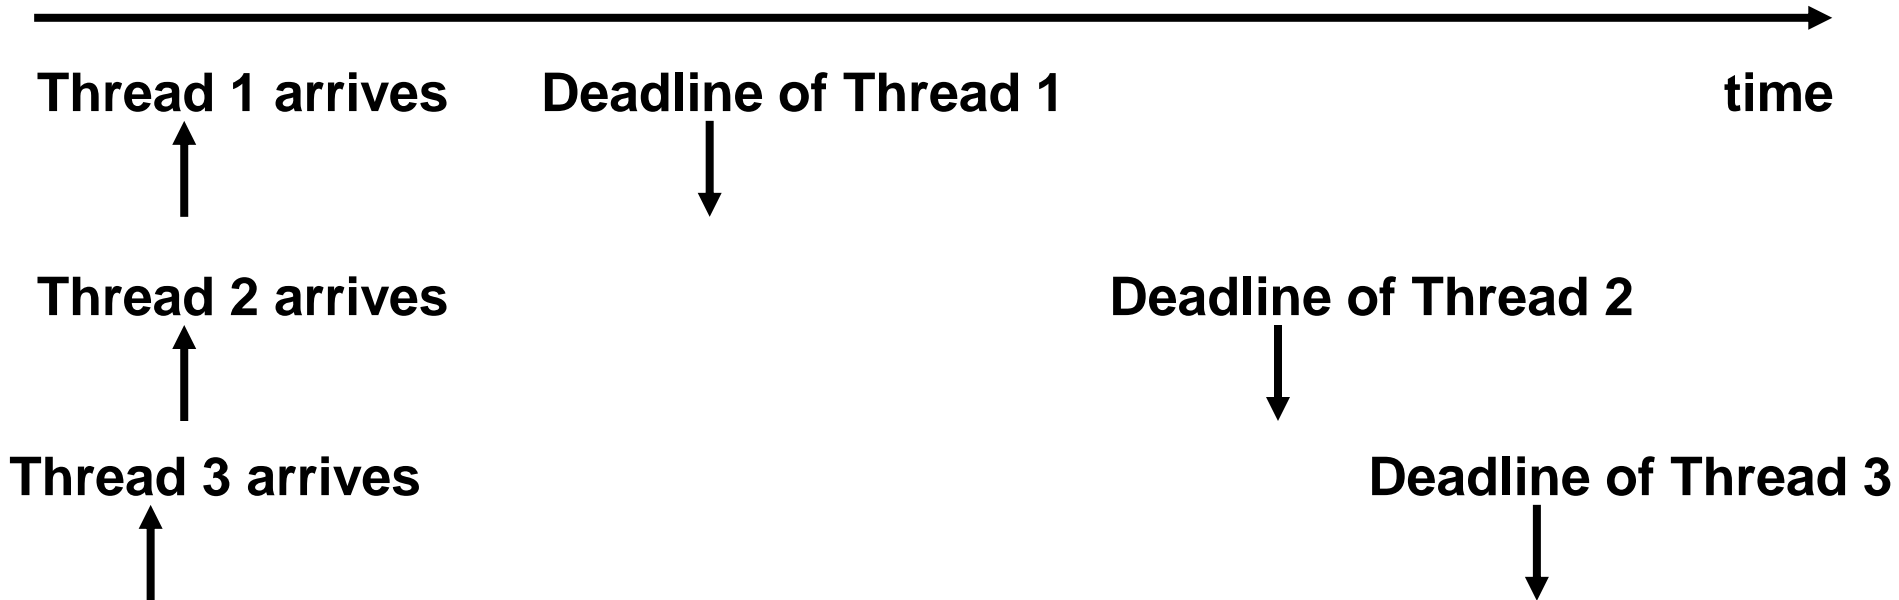 Thread 1 arrives Deadline of Thread 1 time
Thread 2 arrives Deadline of Thread 2
Thread 3 arrives Deadline of Thread 3